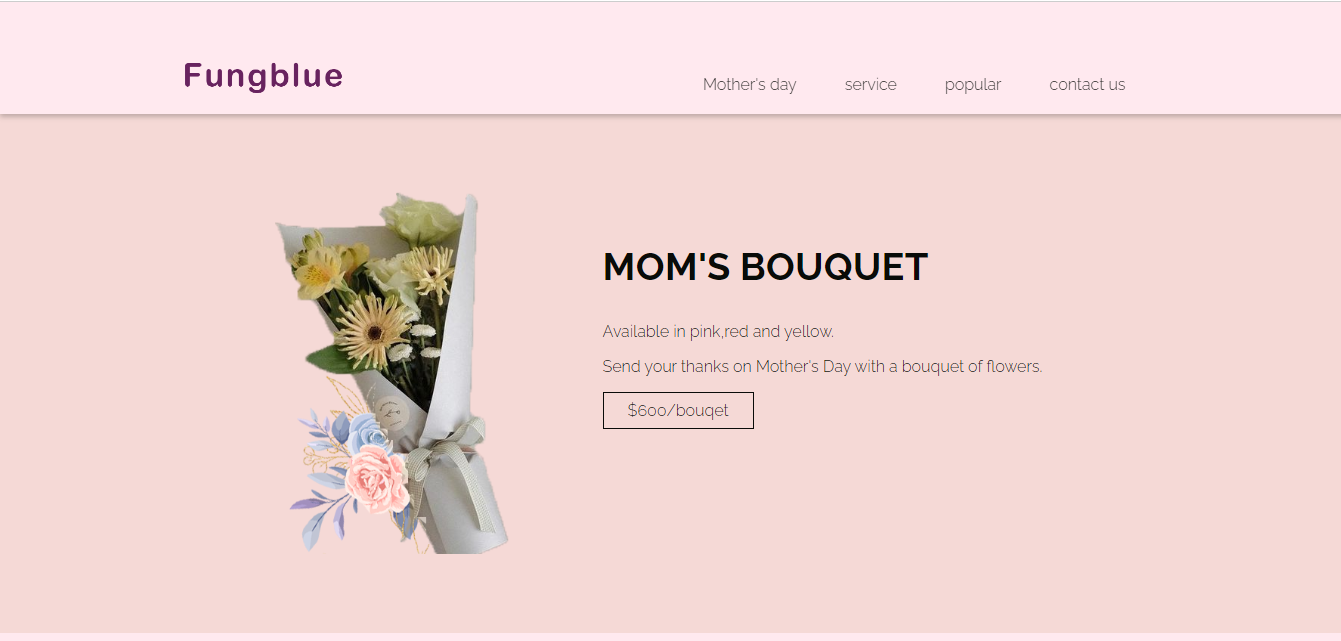 Fungblue
Mother's day service popular contact us
MOM'S BOUQUET
Available in pink,red and yellow.
Send your thanks on Mother's Day with a bouquet of flowers.
$600/bouqet